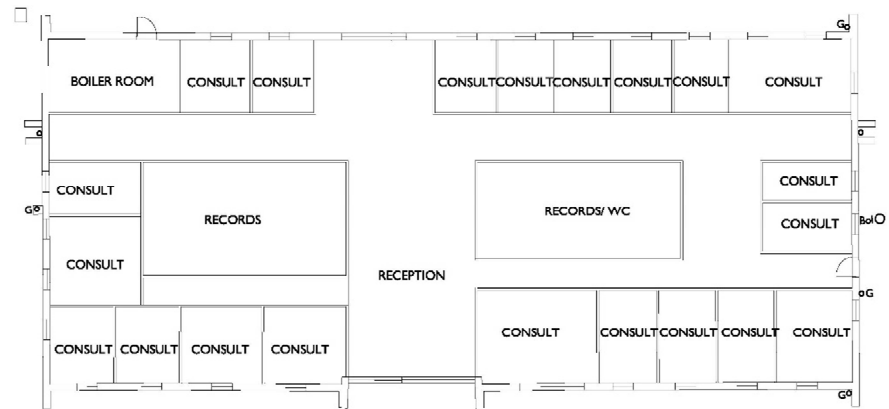 G
BOILER ROOM CONSULT CONSULT CONSULT CONSULT CONSULT CONSULT CONSULT CONSULT
CONSULT CONSULT
G RECORDS RECORDS/ WC
CONSULT Bol
CONSULT
RECEPTION
G
CONSULT CONSULT CONSULT CONSULT CONSULT
CONSULT CONSULT CONSULT CONSULT
G